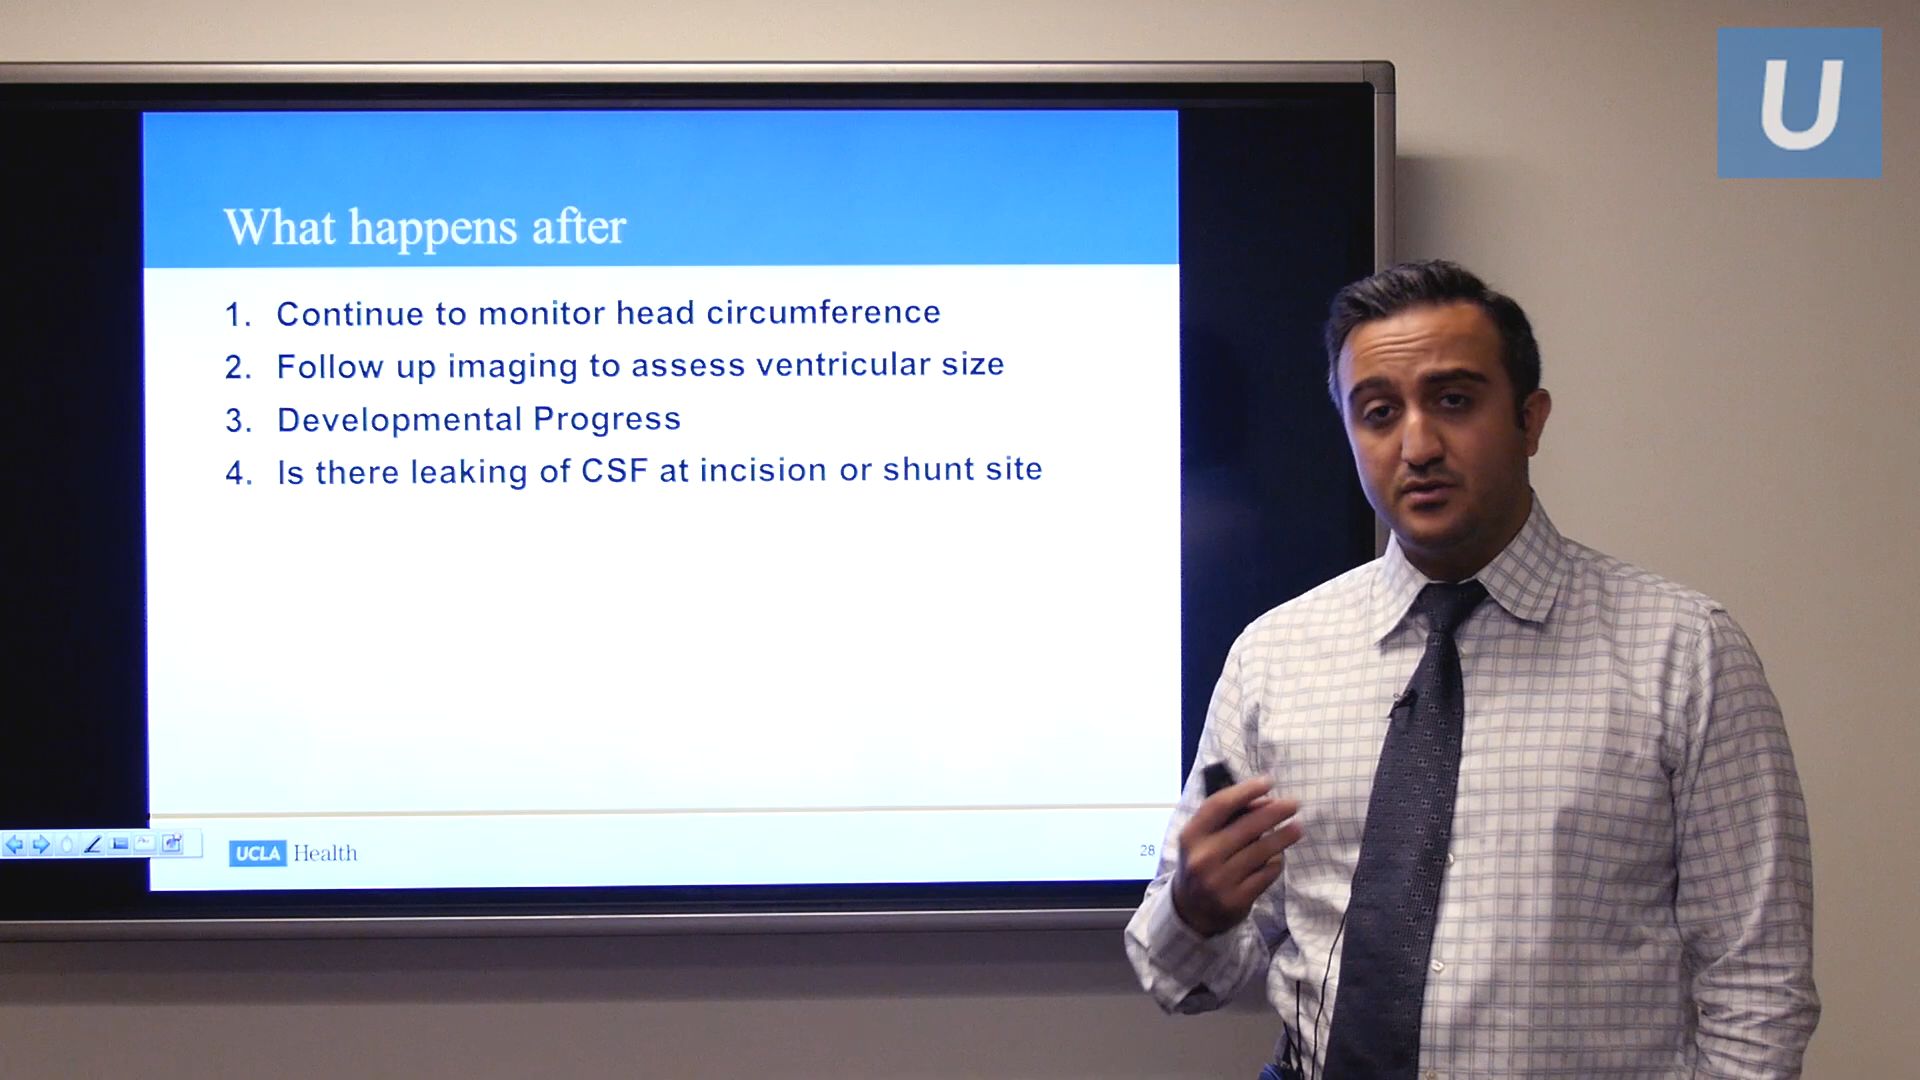 U
What happens after
1. Continue to monitor head circumference
2. Follow up imaging to assess ventricular size
3. Developmental Progress
4. Is there leaking of CSF at incision or shunt site
UCLA Health
28